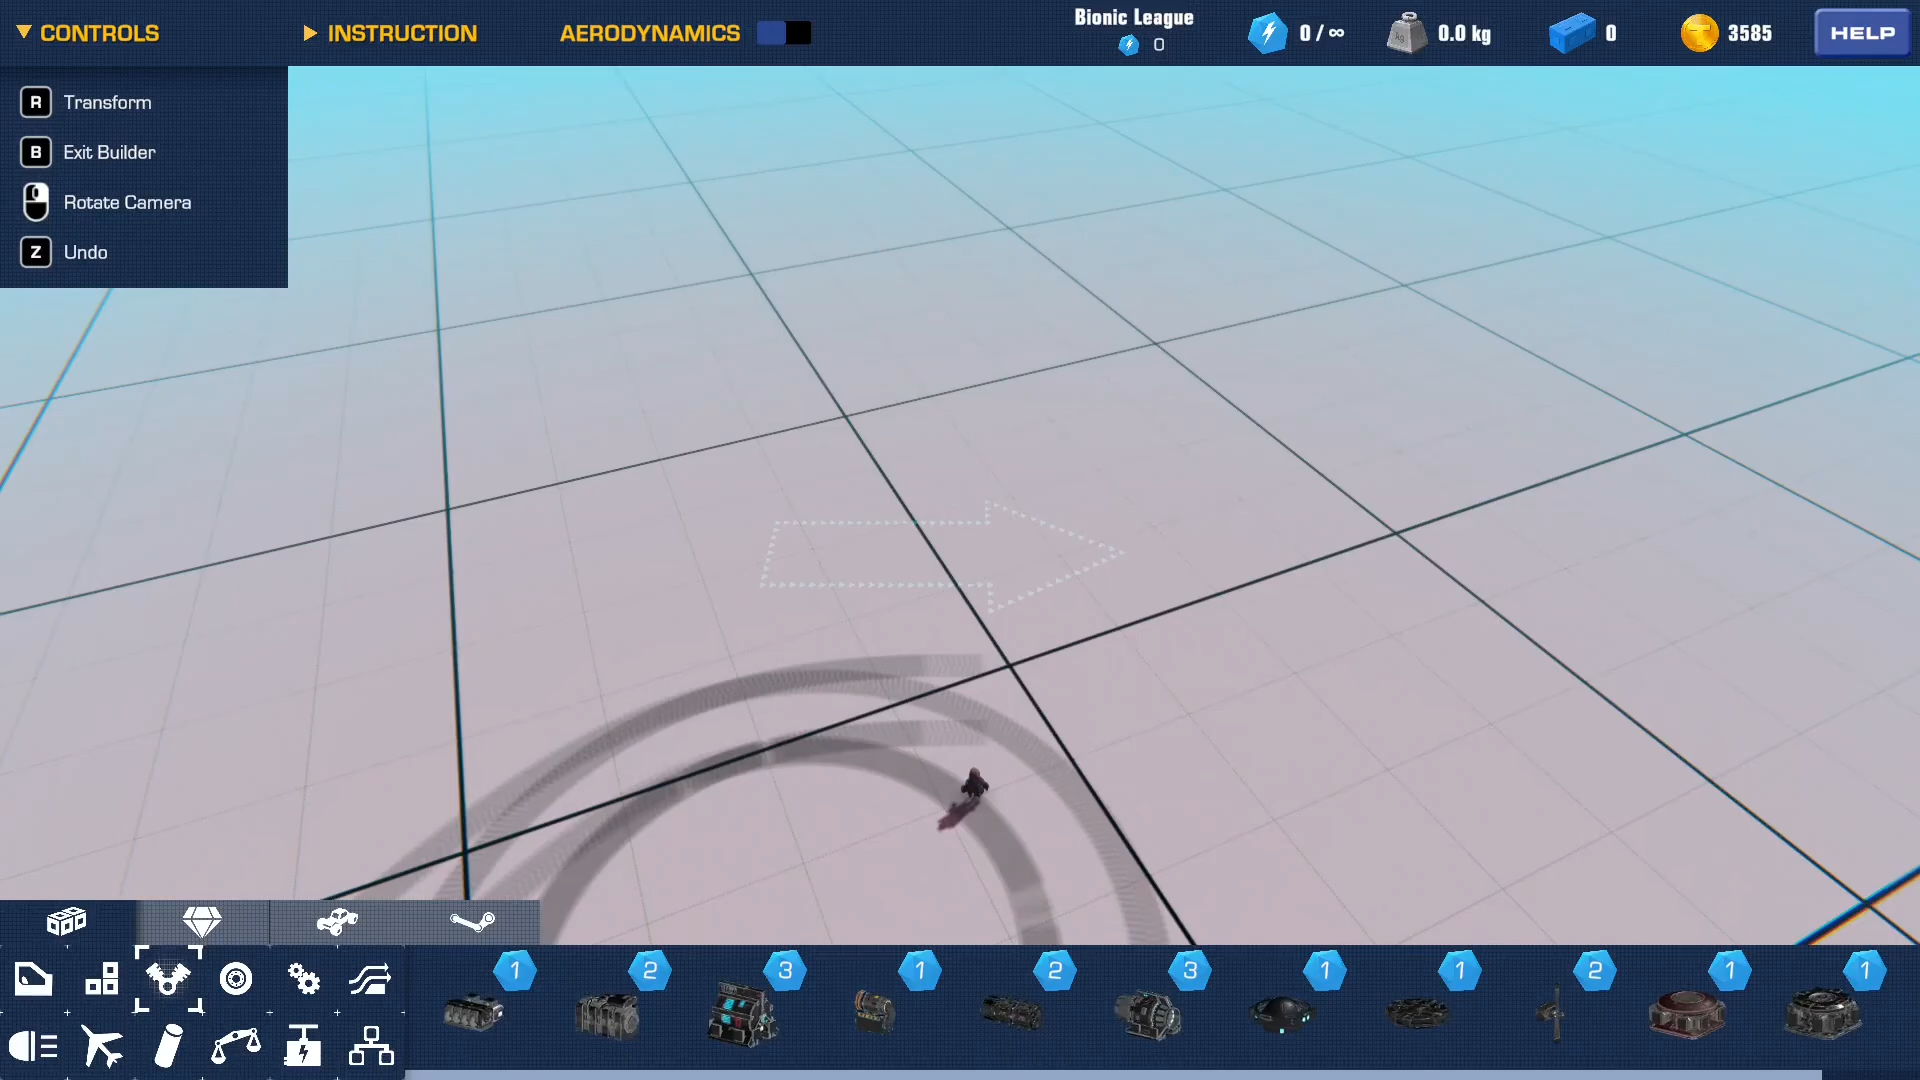 CONTROLS
INSTRUCTION
AERODYNAMICS
Bionic League
0
0 / ∞
0.0 kg
0
3585
HELP
R Transform
B Exit Builder
Rotate Camera
Z Undo
1 2 3 1 2 3 1 1 2 1 1